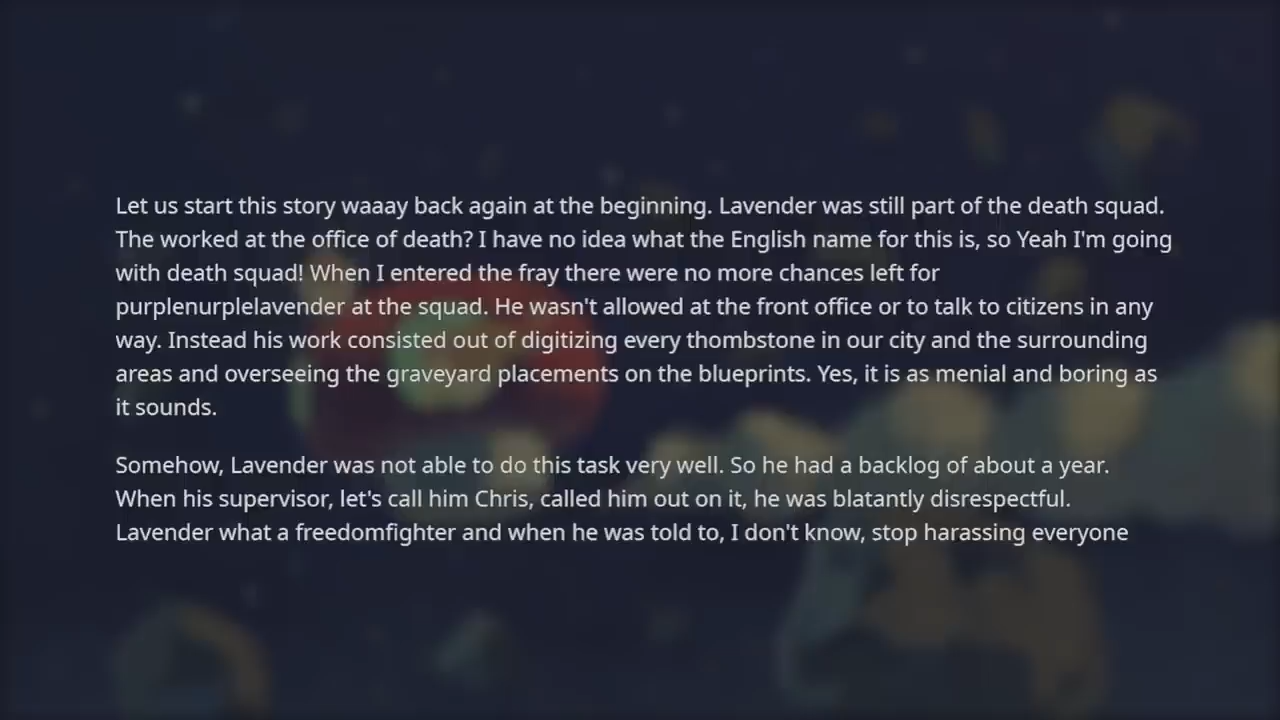 Let us start this story waaay back again at the beginning. Lavender was still part of the death squad.
The worked at the office of death? I have no idea what the English name for this is, so Yeah I'm going
with death squad! When I entered the fray there were no more chances left for
purplenurplelavender at the squad. He wasn't allowed at the front office or to talk to citizens in any
way. Instead his work consisted out of digitizing every thombstone in our city and the surrounding
areas and overseeing the graveyard placements on the blueprints. Yes, it is as menial and boring as
it sounds.
Somehow, Lavender was not able to do this task very well. So he had a backlog of about a year.
When his supervisor, let's call him Chris, called him out on it, he was blatantly disrespectful.
Lavender what a freedomfighter and when he was told to, I don't know, stop harassing everyone